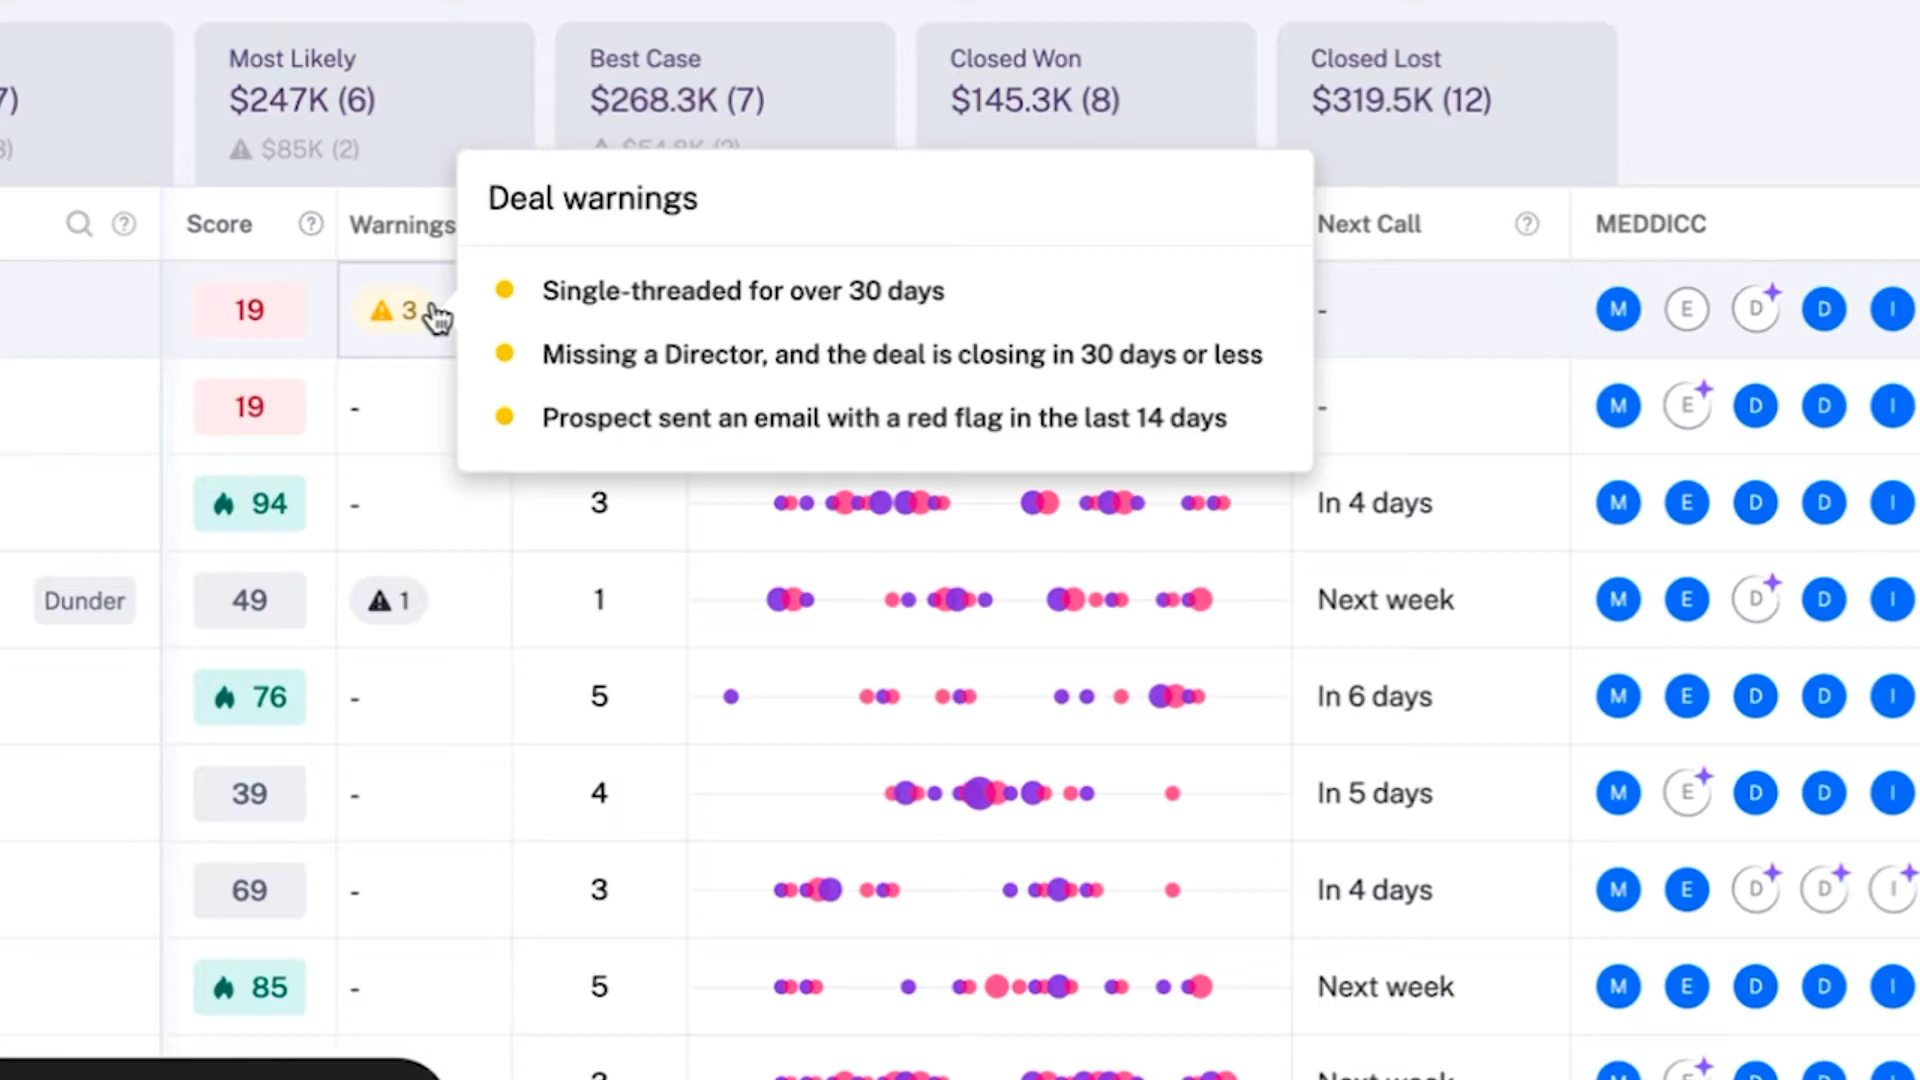 7)
3)
Most Likely
$247K (6)
$85K (2)
Best Case
$268.3K (7)
Closed Won
$145.3K (8)
Closed Lost
$319.5K (12)
Deal warnings
Single-threaded for over 30 days
Missing a Director, and the deal is closing in 30 days or less
Prospect sent an email with a red flag in the last 14 days
Score ? Warnings Next Call ? MEDDICC
?
19 3 - M E D D I
19 - - M E D D I
94 - 3 In 4 days M E D D I
Dunder 49 1 1 Next week M E D D I
76 - 5 In 6 days M E D D I
39 - 4 In 5 days M E D D I
69 - 3 In 4 days M E D D I
85 - 5 Next week M E D D I